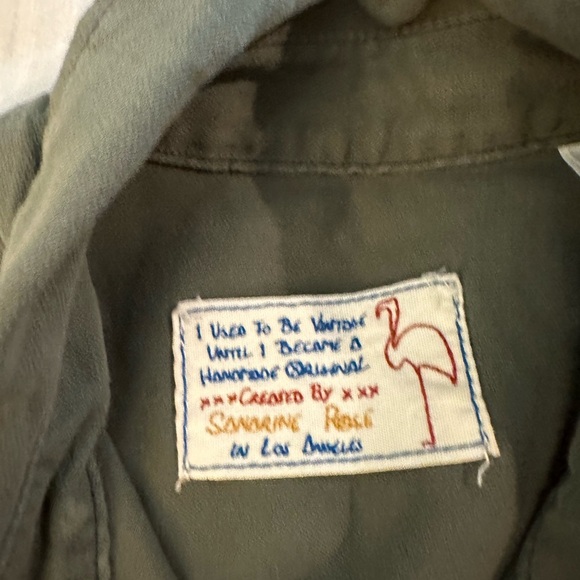 I USED TO BE VINTAGE
UNTIL I BECAME A
HANDMADE ORIGINAL
×××CREATED BY ×××
SANDRINE ROSE
IN LOS ANGELES